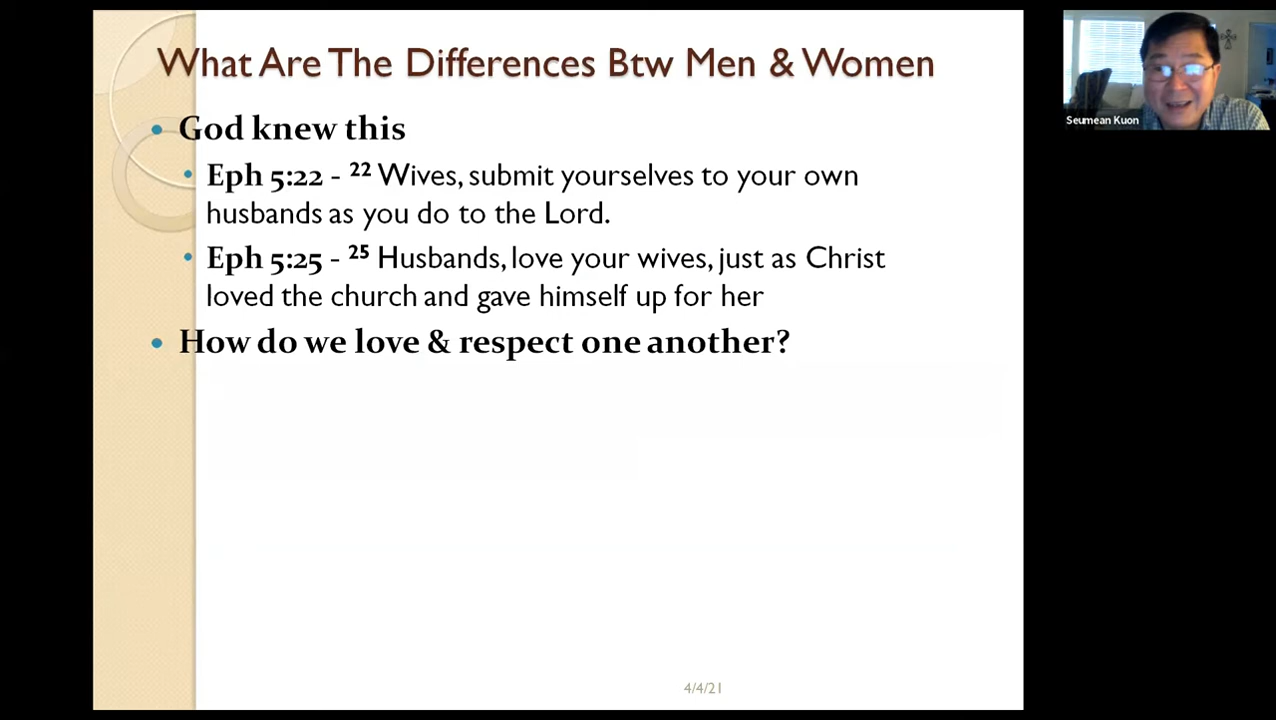 What Are The Differences Btw Men & Women
• God knew this
• Eph 5:22 - ²² Wives, submit yourselves to your own
husbands as you do to the Lord.
• Eph 5:25 - ²⁵ Husbands, love your wives, just as Christ
loved the church and gave himself up for her
• How do we love & respect one another?
4/4/21
Seumean Kuon